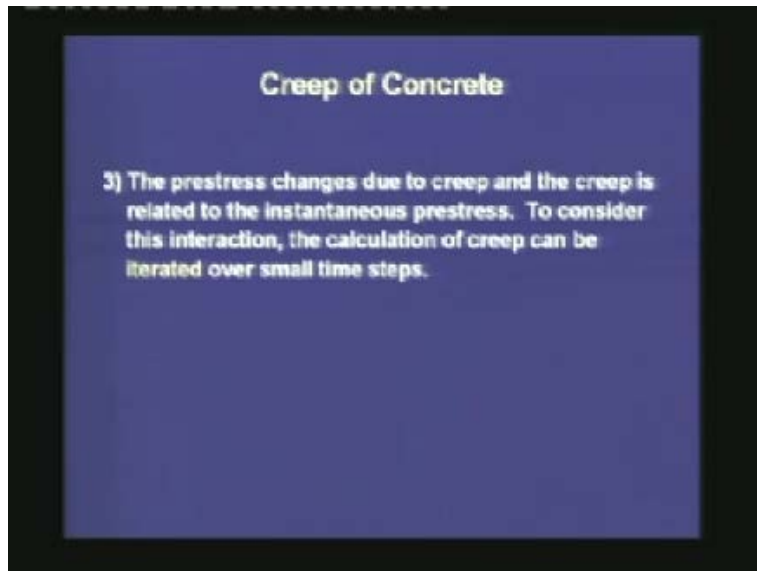 Creep of Concrete
3) The prestress changes due to creep and the creep is
related to the instantaneous prestress. To consider
this interaction, the calculation of creep can be
iterated over small time steps.